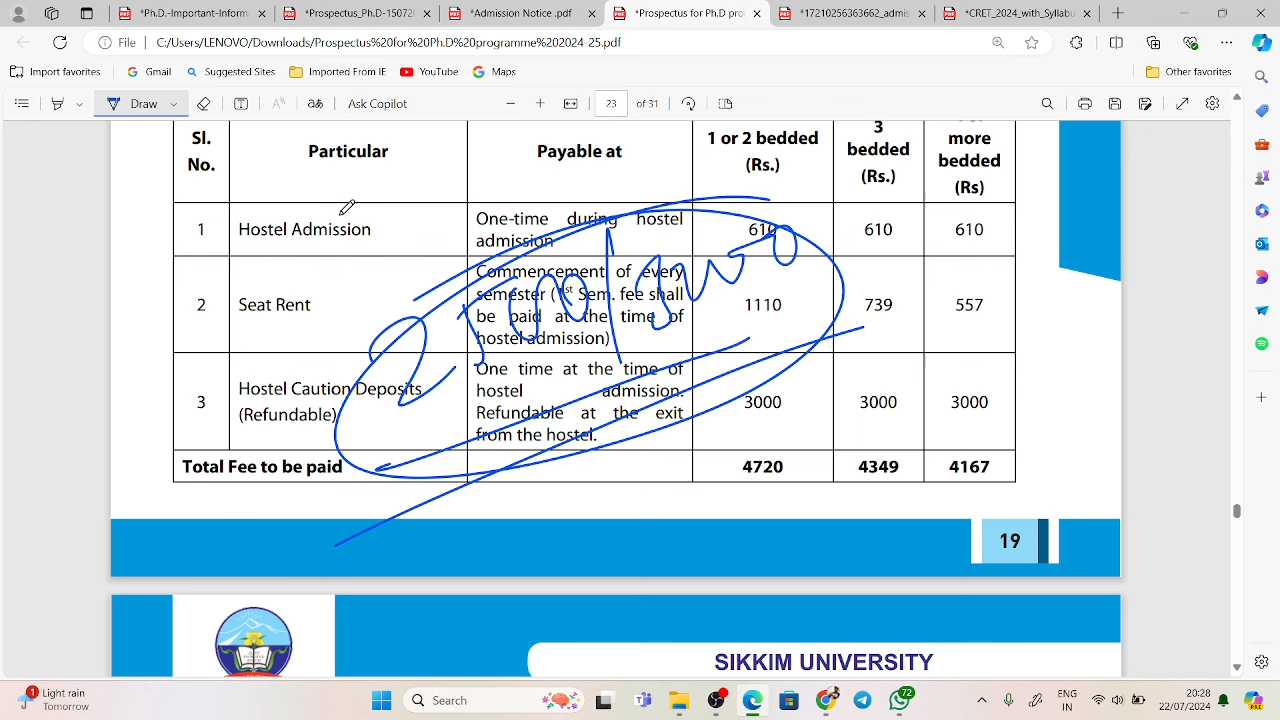 *Ph.D.-Important-Inform
*Prospectus_Ph.D-15072
*Admission Notice .pdf
*Prospectus for Ph.D pro
*17210256363662_admis
*CRET_2024_with_Syllabu
File
C:/Users/LENOVO/Prospectus%20for%20Ph.D%20programme%202024-25.pdf
Import favorites
Gmail
Suggested Sites
Imported From IE
YouTube
Maps
Other favorites
Draw
Ask Copilot
23
of 31
Sl. No.
Particular
Payable at
1 or 2 bedded (Rs.)
3 bedded (Rs.)
more bedded (Rs)
1
Hostel Admission
One-time during hostel
admission
610
610
610
2
Seat Rent
Commencement of every
semester (1st Sem. fee shall
be paid at the time of
hostel admission)
1110
739
557
3
Hostel Caution Deposits
(Refundable)
One time at the time of
hostel admission.
Refundable at the exit
from the hostel.
3000
3000
3000
Total Fee to be paid
4720
4349
4167
19
SIKKIM UNIVERSITY
1
Light rain
Tomorrow
Search
72
ENG
IN
20:28
22/07/2024